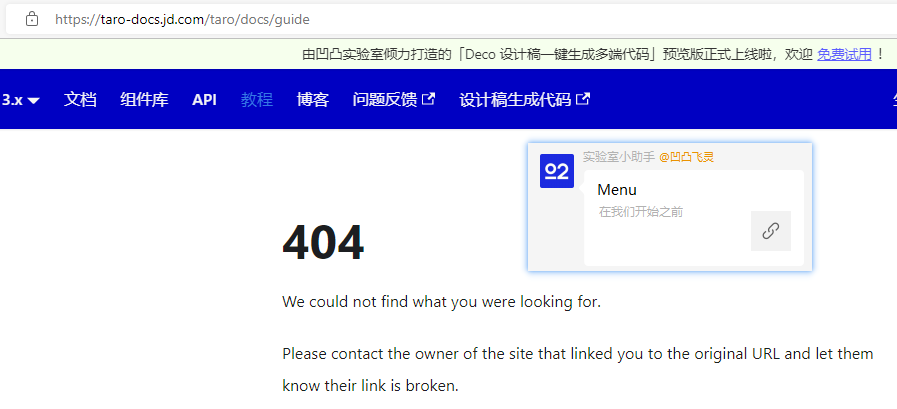 https://taro-docs.jd.com/taro/docs/guide
由凹凸实验室倾力打造的「Deco 设计稿一键生成多端代码」预览版正式上线啦，欢迎 免费试用 ！
3.x 文档 组件库 API 教程 博客 问题反馈 设计稿生成代码
实验室小助手 @凹凸飞灵
O2
Menu
在我们开始之前
404
We could not find what you were looking for.
Please contact the owner of the site that linked you to the original URL and let them
know their link is broken.